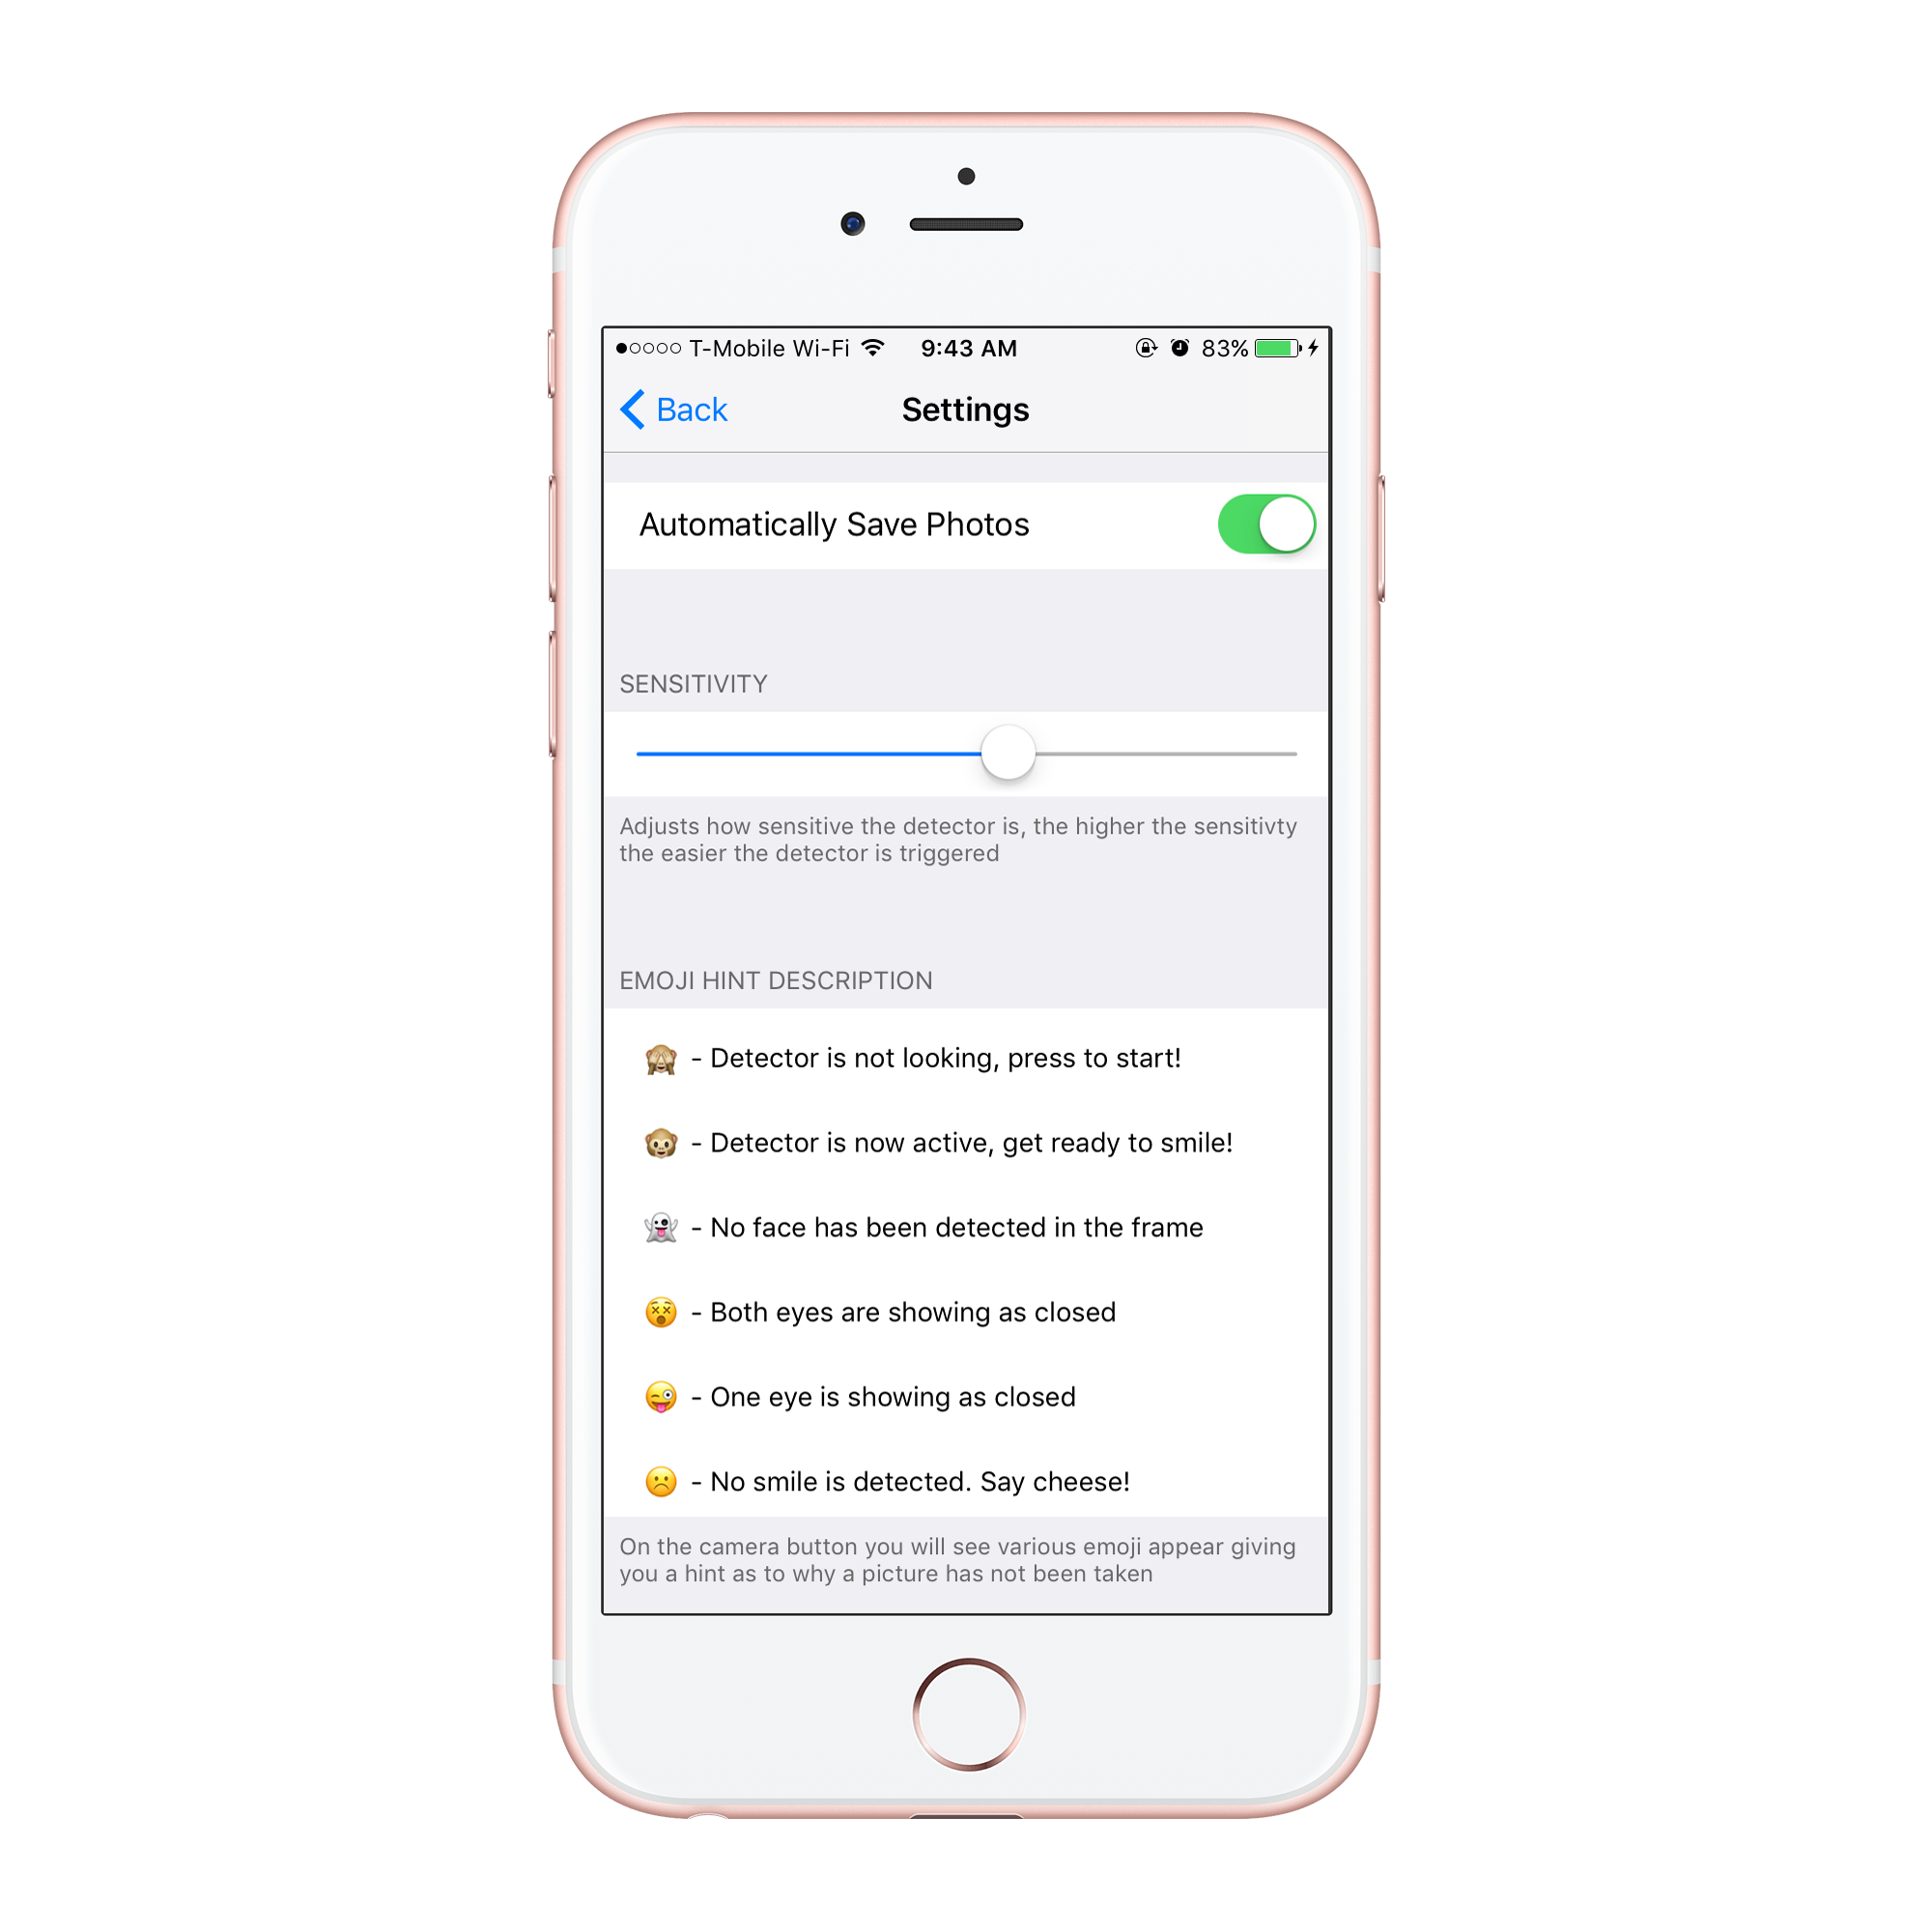 T-Mobile Wi-Fi 9:43 AM 83%
Back Settings
Automatically Save Photos
SENSITIVITY
Adjusts how sensitive the detector is, the higher the sensitivty
the easier the detector is triggered
EMOJI HINT DESCRIPTION
🙈 - Detector is not looking, press to start!
🐵 - Detector is now active, get ready to smile!
👻 - No face has been detected in the frame
😵 - Both eyes are showing as closed
😜 - One eye is showing as closed
☹️ - No smile is detected. Say cheese!
On the camera button you will see various emoji appear giving
you a hint as to why a picture has not been taken